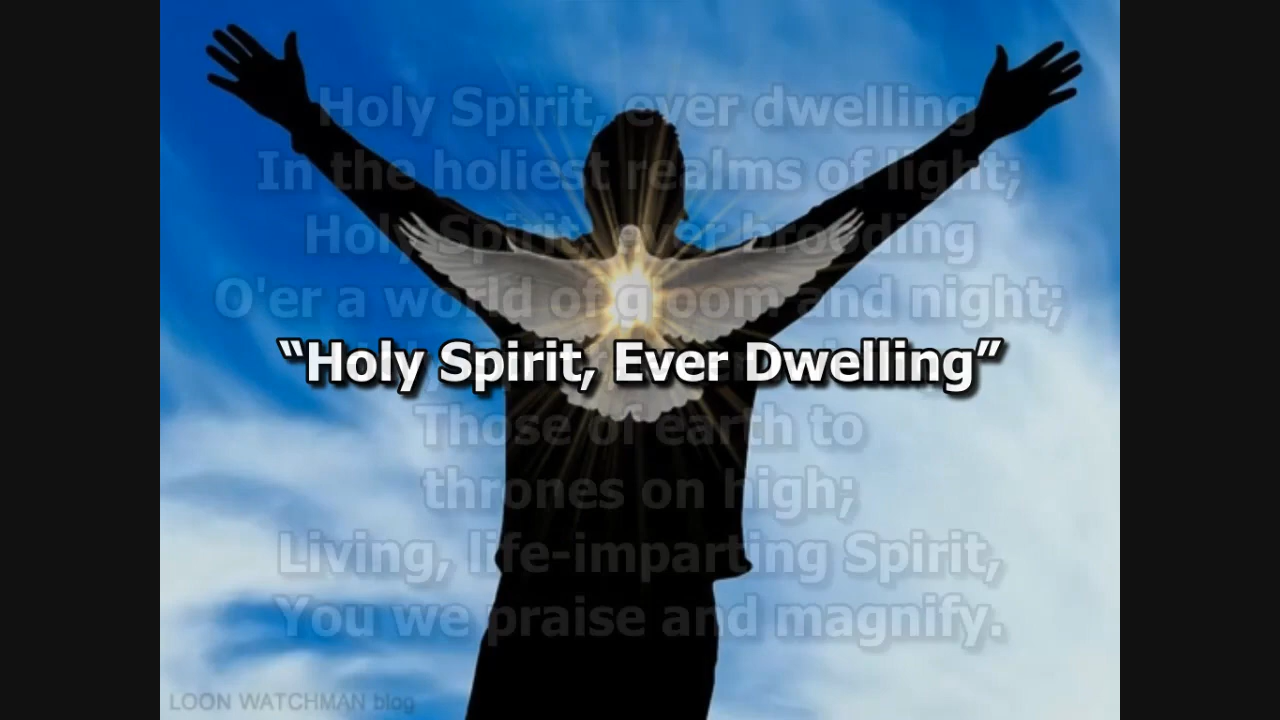 Holy Spirit, ever dwelling
In the holiest realms of light;
Holy Spirit, ever brooding
O'er a world of gloom and night;
“Holy Spirit, Ever Dwelling”
Those of earth to
thrones on high;
Living, life-imparting Spirit,
You we praise and magnify.
LOON WATCHMAN blog